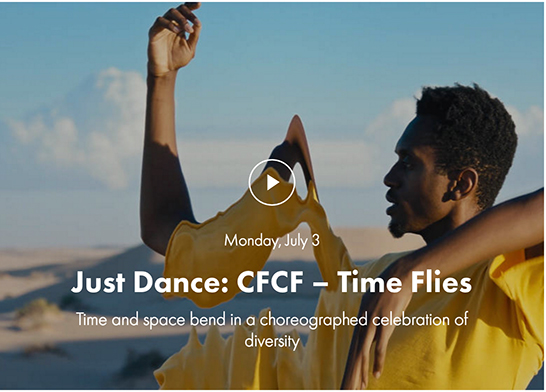 Monday, July 3
Just Dance: CFCF – Time Flies
Time and space bend in a choreographed celebration of
diversity